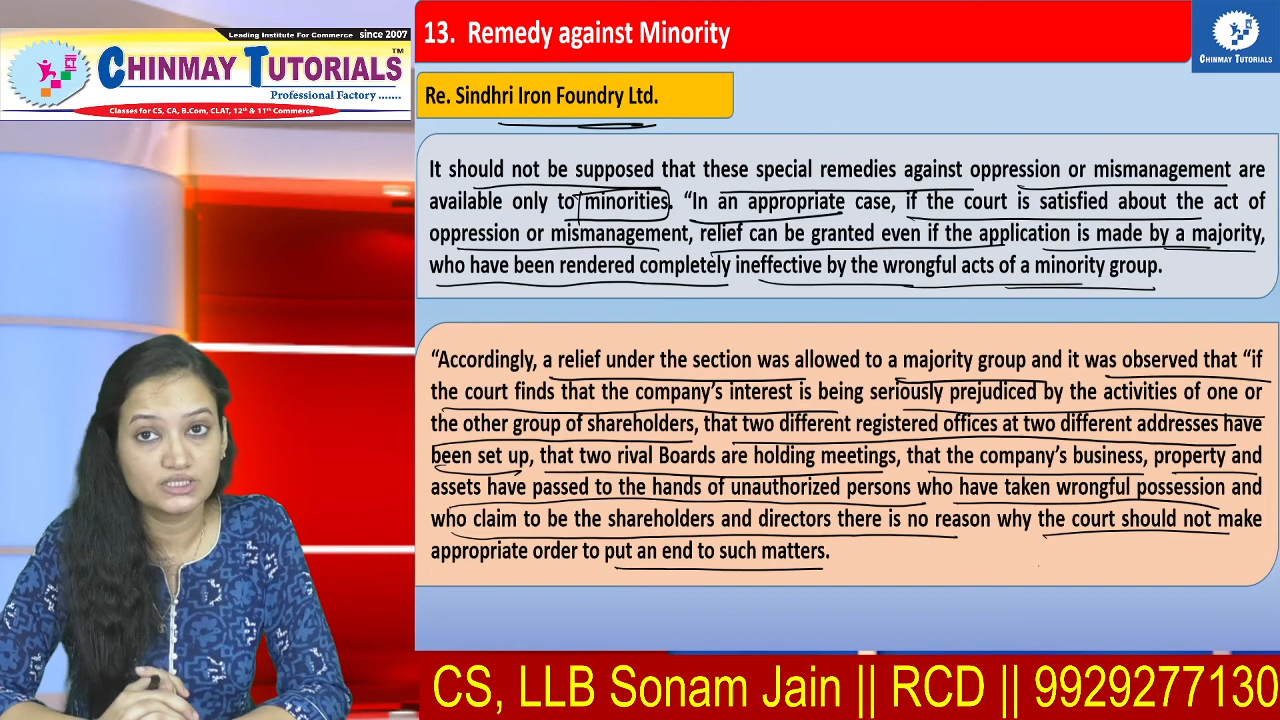 Leading Institute For Commerce since 2007
CHINMAY TUTORIALS™
Professional Factory .......
Classes for CS, CA, B.Com, CLAT, 12th & 11th Commerce
13. Remedy against Minority
CHINMAY TUTORIALS
Re. Sindhri Iron Foundry Ltd.
It should not be supposed that these special remedies against oppression or mismanagement are
available only to minorities. “In an appropriate case, if the court is satisfied about the act of
oppression or mismanagement, relief can be granted even if the application is made by a majority,
who have been rendered completely ineffective by the wrongful acts of a minority group.
“Accordingly, a relief under the section was allowed to a majority group and it was observed that “if
the court finds that the company’s interest is being seriously prejudiced by the activities of one or
the other group of shareholders, that two different registered offices at two different addresses have
been set up, that two rival Boards are holding meetings, that the company’s business, property and
assets have passed to the hands of unauthorized persons who have taken wrongful possession and
who claim to be the shareholders and directors there is no reason why the court should not make
appropriate order to put an end to such matters.
CS, LLB Sonam Jain || RCD || 9929277130